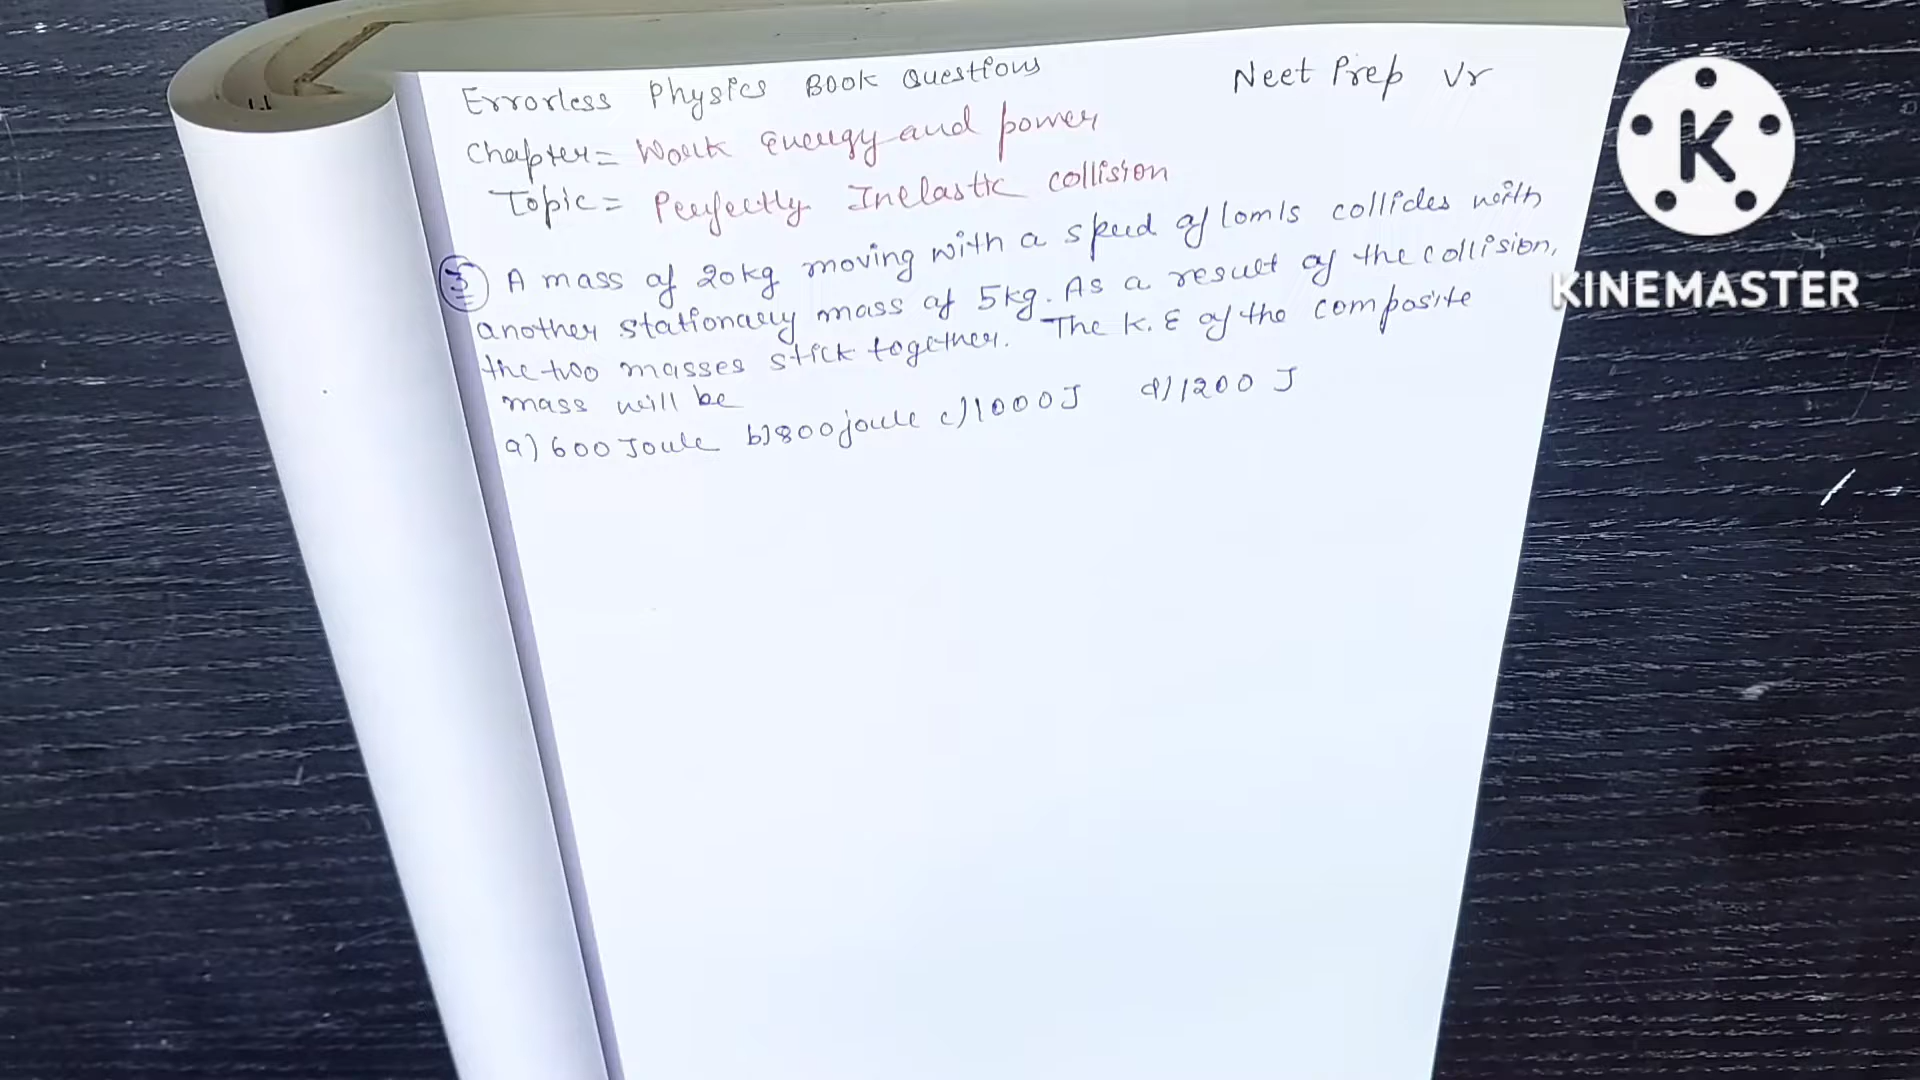 Errorless Physics Book Questions Neet Prep Vr
Chapter = Work energy and power
Topic = Perfectly Inelastic collision
5 A mass of 20kg moving with a speed of 10m/s collides with
another stationary mass of 5kg. As a result of the collision,
the two masses stick together. The K.E of the composite
mass will be
a) 600 Joule b) 800 joule c) 1000J d) 1200 J
K
KINEMASTER